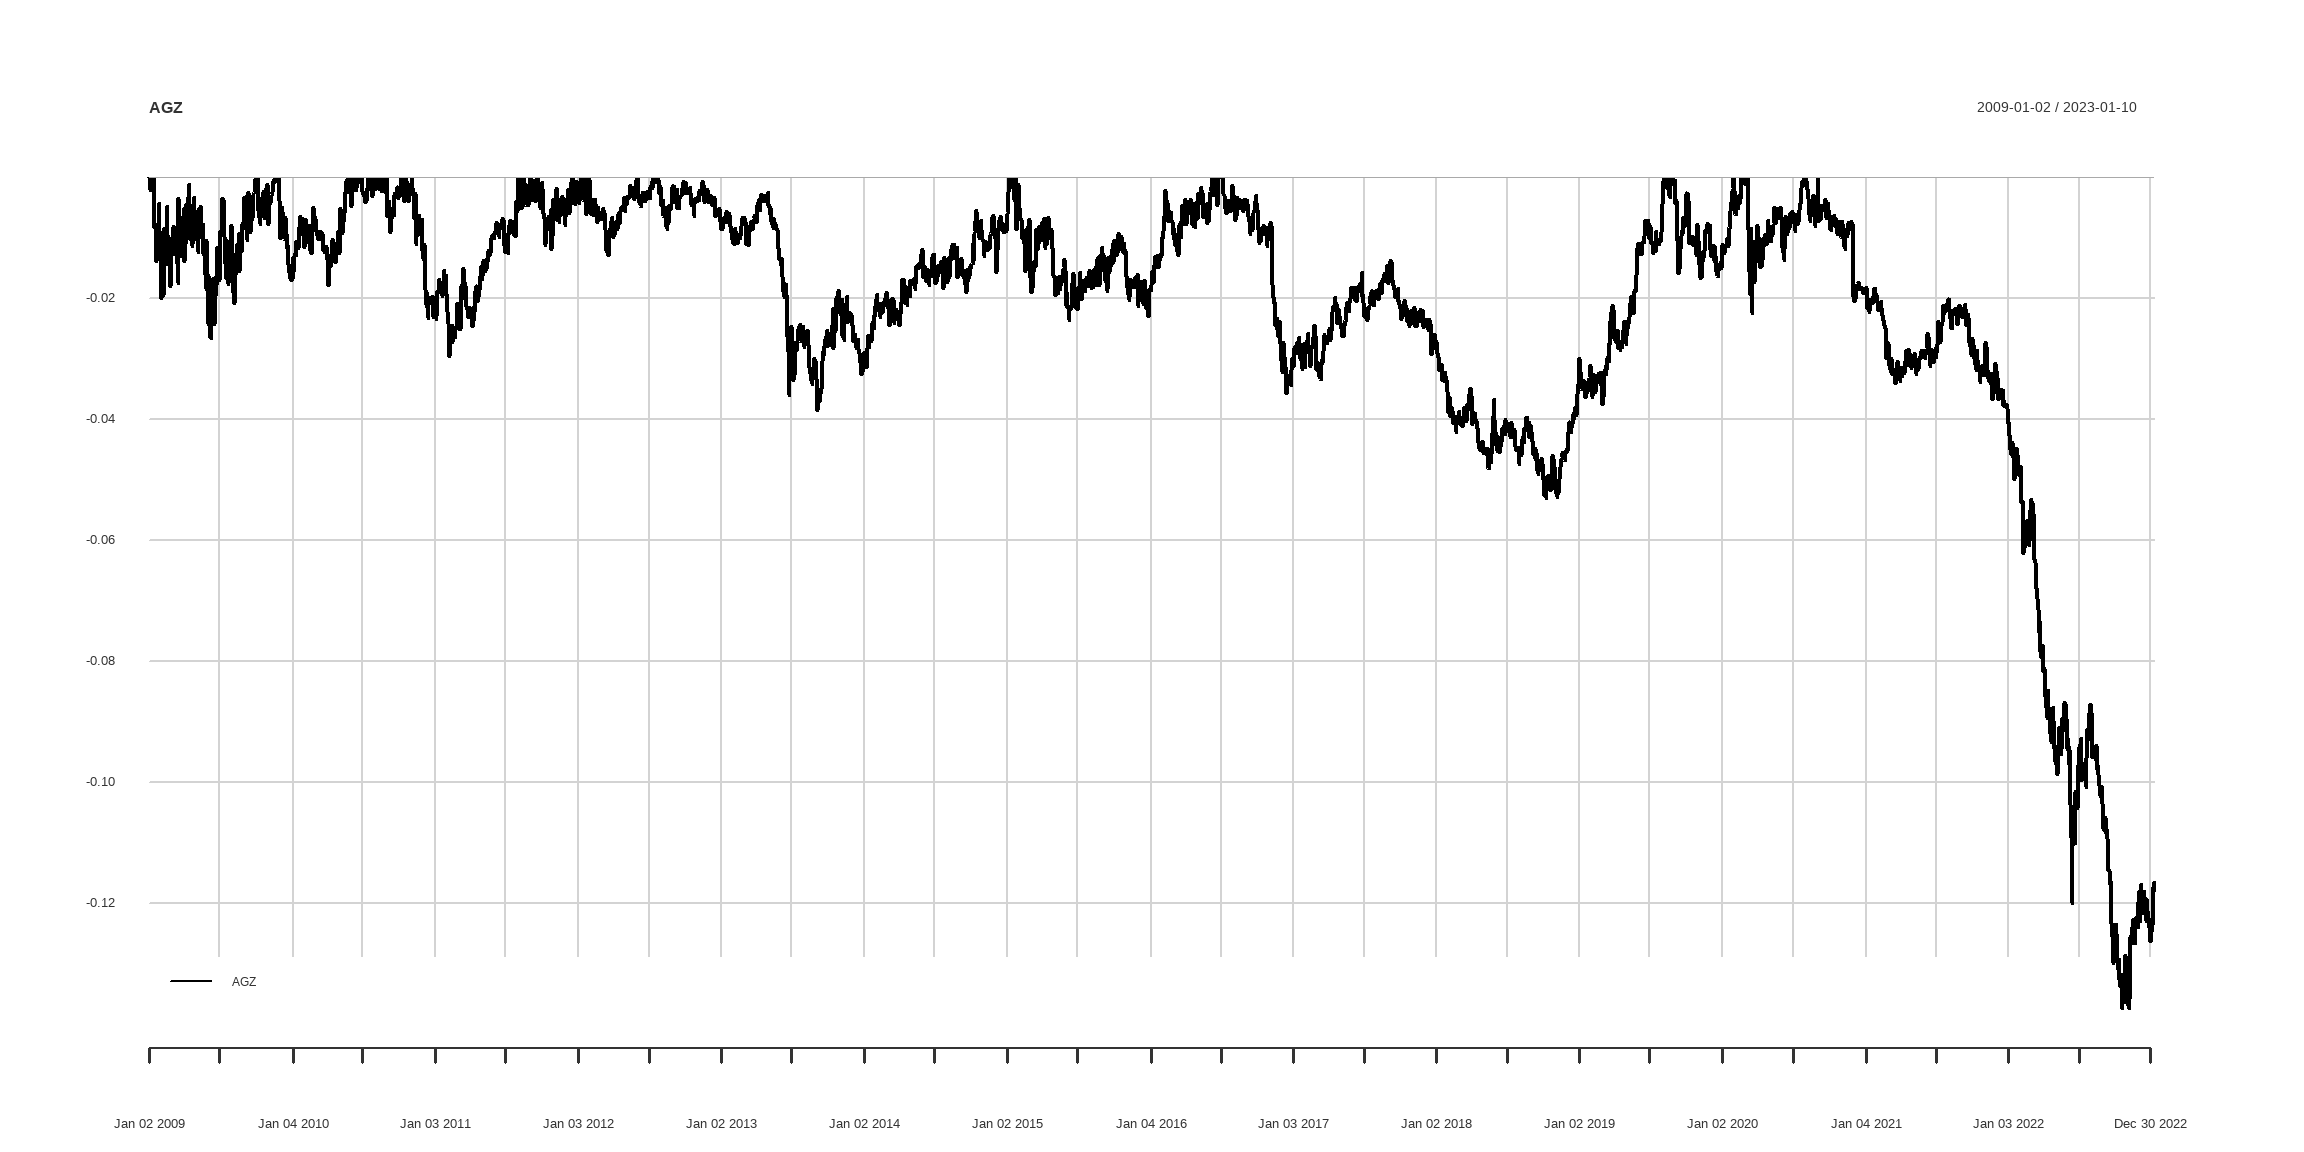 AGZ
2009-01-02 / 2023-01-10
-0.02
-0.04
-0.06
-0.08
-0.10
-0.12
AGZ
Jan 02 2009
Jan 04 2010
Jan 03 2011
Jan 03 2012
Jan 02 2013
Jan 02 2014
Jan 02 2015
Jan 04 2016
Jan 03 2017
Jan 02 2018
Jan 02 2019
Jan 02 2020
Jan 04 2021
Jan 03 2022
Dec 30 2022